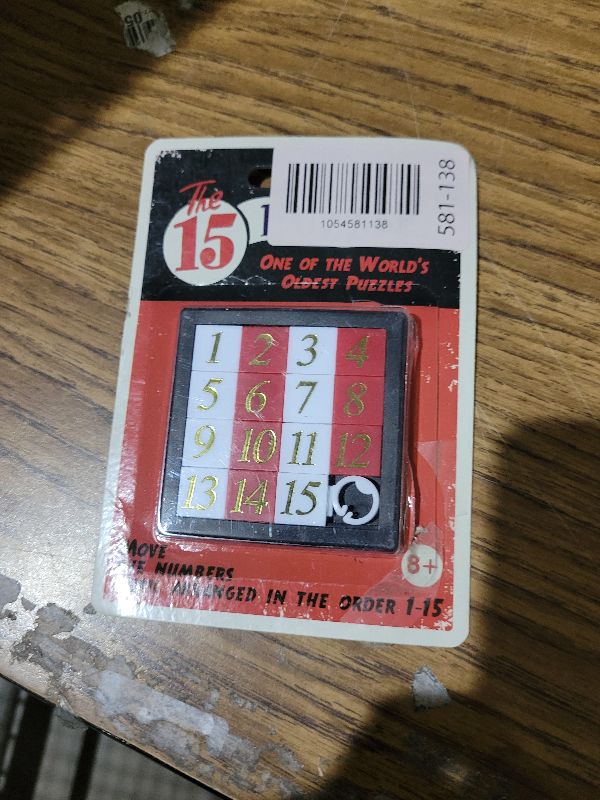 The
15
1054581138
581-138
ONE OF THE WORLD'S
OLDEST PUZZLES
1 2 3 4
5 6 7 8
9 10 11 12
13 14 15
8+
MOVE
NUMBERS
ARRANGED IN THE ORDER 1-15
05